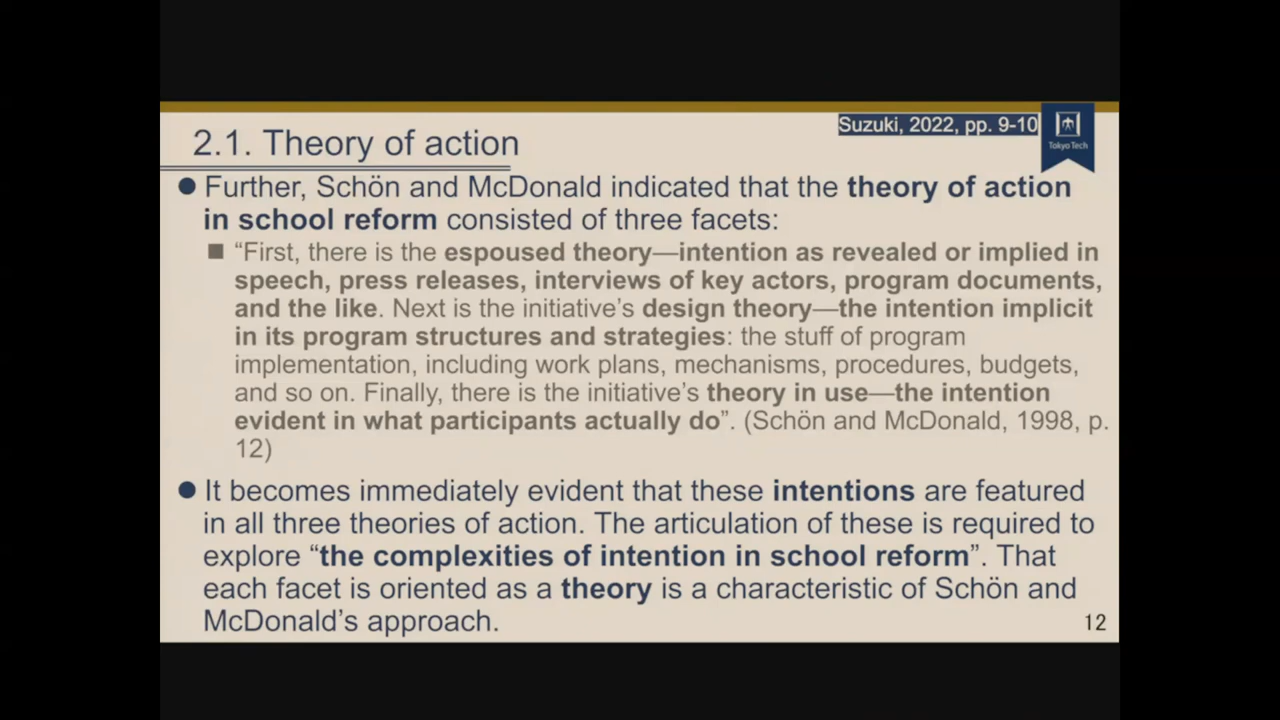 Suzuki, 2022, pp. 9-10
2.1. Theory of action
TokyoTech
● Further, Schön and McDonald indicated that the theory of action
in school reform consisted of three facets:
■ “First, there is the espoused theory—intention as revealed or implied in
speech, press releases, interviews of key actors, program documents,
and the like. Next is the initiative’s design theory—the intention implicit
in its program structures and strategies: the stuff of program
implementation, including work plans, mechanisms, procedures, budgets,
and so on. Finally, there is the initiative’s theory in use—the intention
evident in what participants actually do”. (Schön and McDonald, 1998, p.
12)
● It becomes immediately evident that these intentions are featured
in all three theories of action. The articulation of these is required to
explore “the complexities of intention in school reform”. That
each facet is oriented as a theory is a characteristic of Schön and
McDonald’s approach.
12